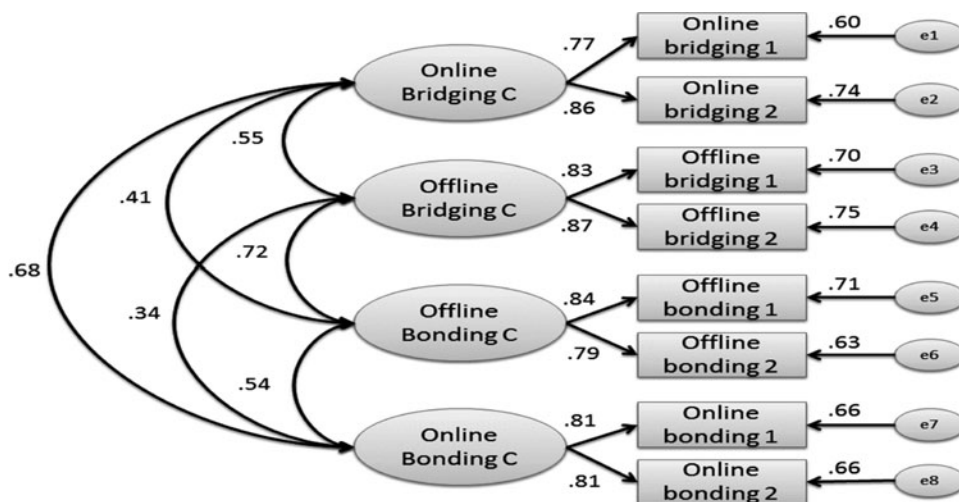 Online
Bridging C
Offline
Bridging C
Offline
Bonding C
Online
Bonding C
.55
.41
.72
.68
.34
.54
.77
.86
.83
.87
.84
.79
.81
.81
Online
bridging 1
Online
bridging 2
Offline
bridging 1
Offline
bridging 2
Offline
bonding 1
Offline
bonding 2
Online
bonding 1
Online
bonding 2
.60
.74
.70
.75
.71
.63
.66
.66
e1
e2
e3
e4
e5
e6
e7
e8